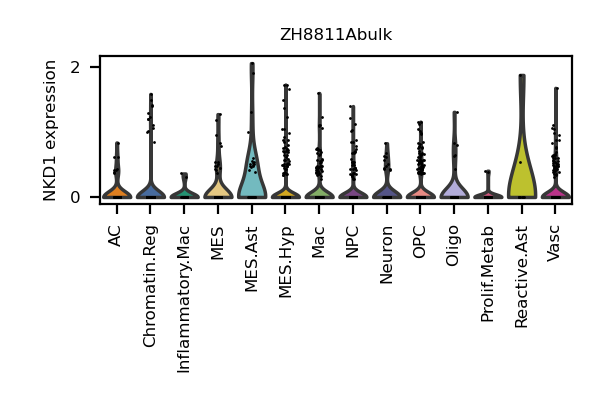 ZH8811Abulk
NKD1 expression
2
0
AC
Chromatin.Reg
Inflammatory.Mac
MES
MES.Ast
MES.Hyp
Mac
NPC
Neuron
OPC
Oligo
Prolif.Metab
Reactive.Ast
Vasc